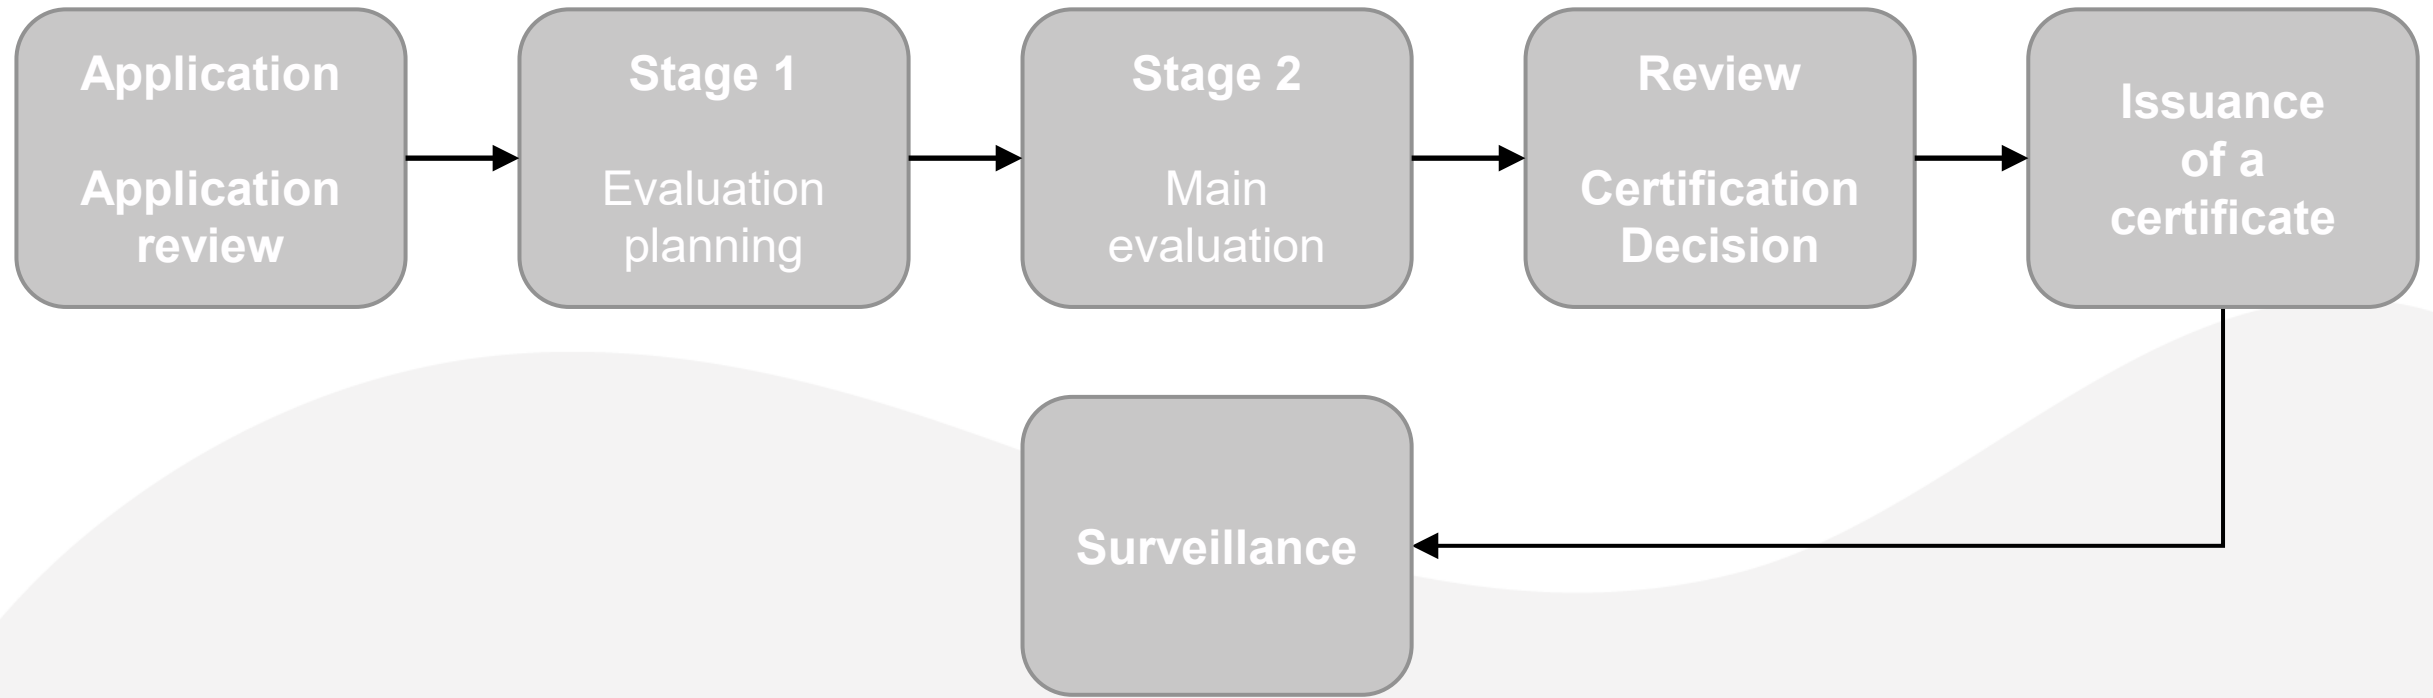 Application
Application
review
Stage 1
Evaluation
planning
Stage 2
Main
evaluation
Review
Certification
Decision
Issuance
of a
certificate
Surveillance